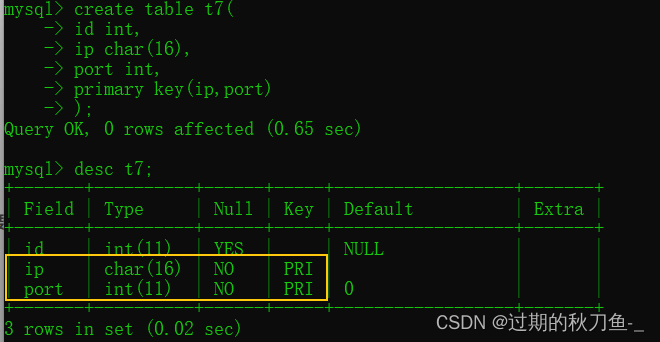 mysql> create table t7(
    -> id int,
    -> ip char(16),
    -> port int,
    -> primary key(ip,port)
    -> );
Query OK, 0 rows affected (0.65 sec)
mysql> desc t7;
+-------+----------+------+-----+---------+-------+
| Field | Type | Null | Key | Default | Extra |
+-------+----------+------+-----+---------+-------+
| id | int(11) | YES | | NULL | |
| ip | char(16) | NO | PRI | | |
| port | int(11) | NO | PRI | 0 | |
+-------+----------+------+-----+---------+-------+
3 rows in set (0.02 sec)
CSDN @过期的秋刀鱼-_